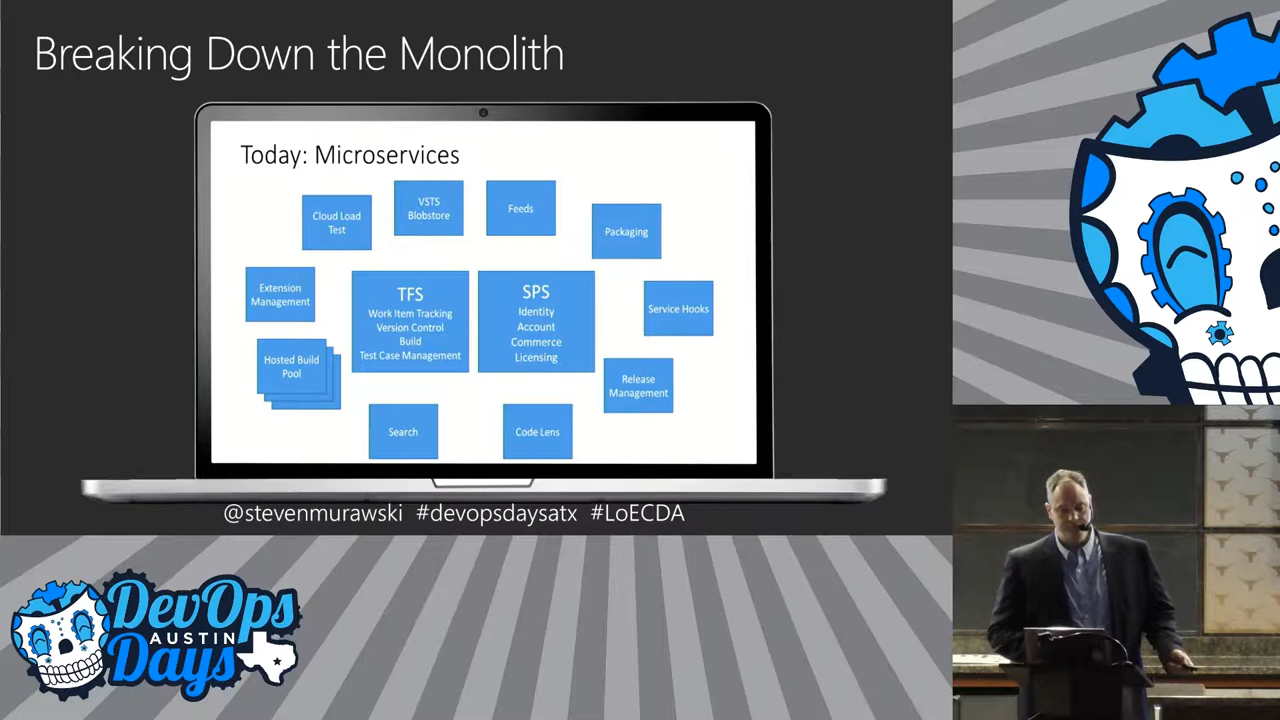 Breaking Down the Monolith
Today: Microservices
Cloud Load
Test
VSTS
Blobstore
Feeds
Packaging
Extension
Management
TFS
Work Item Tracking
Version Control
Build
Test Case Management
SPS
Identity
Account
Commerce
Licensing
Service Hooks
Hosted Build
Pool
Release
Management
Search
Code Lens
@stevenmurawski #devopsdaysatx #LoECDA
DevOps
AUSTIN
Days